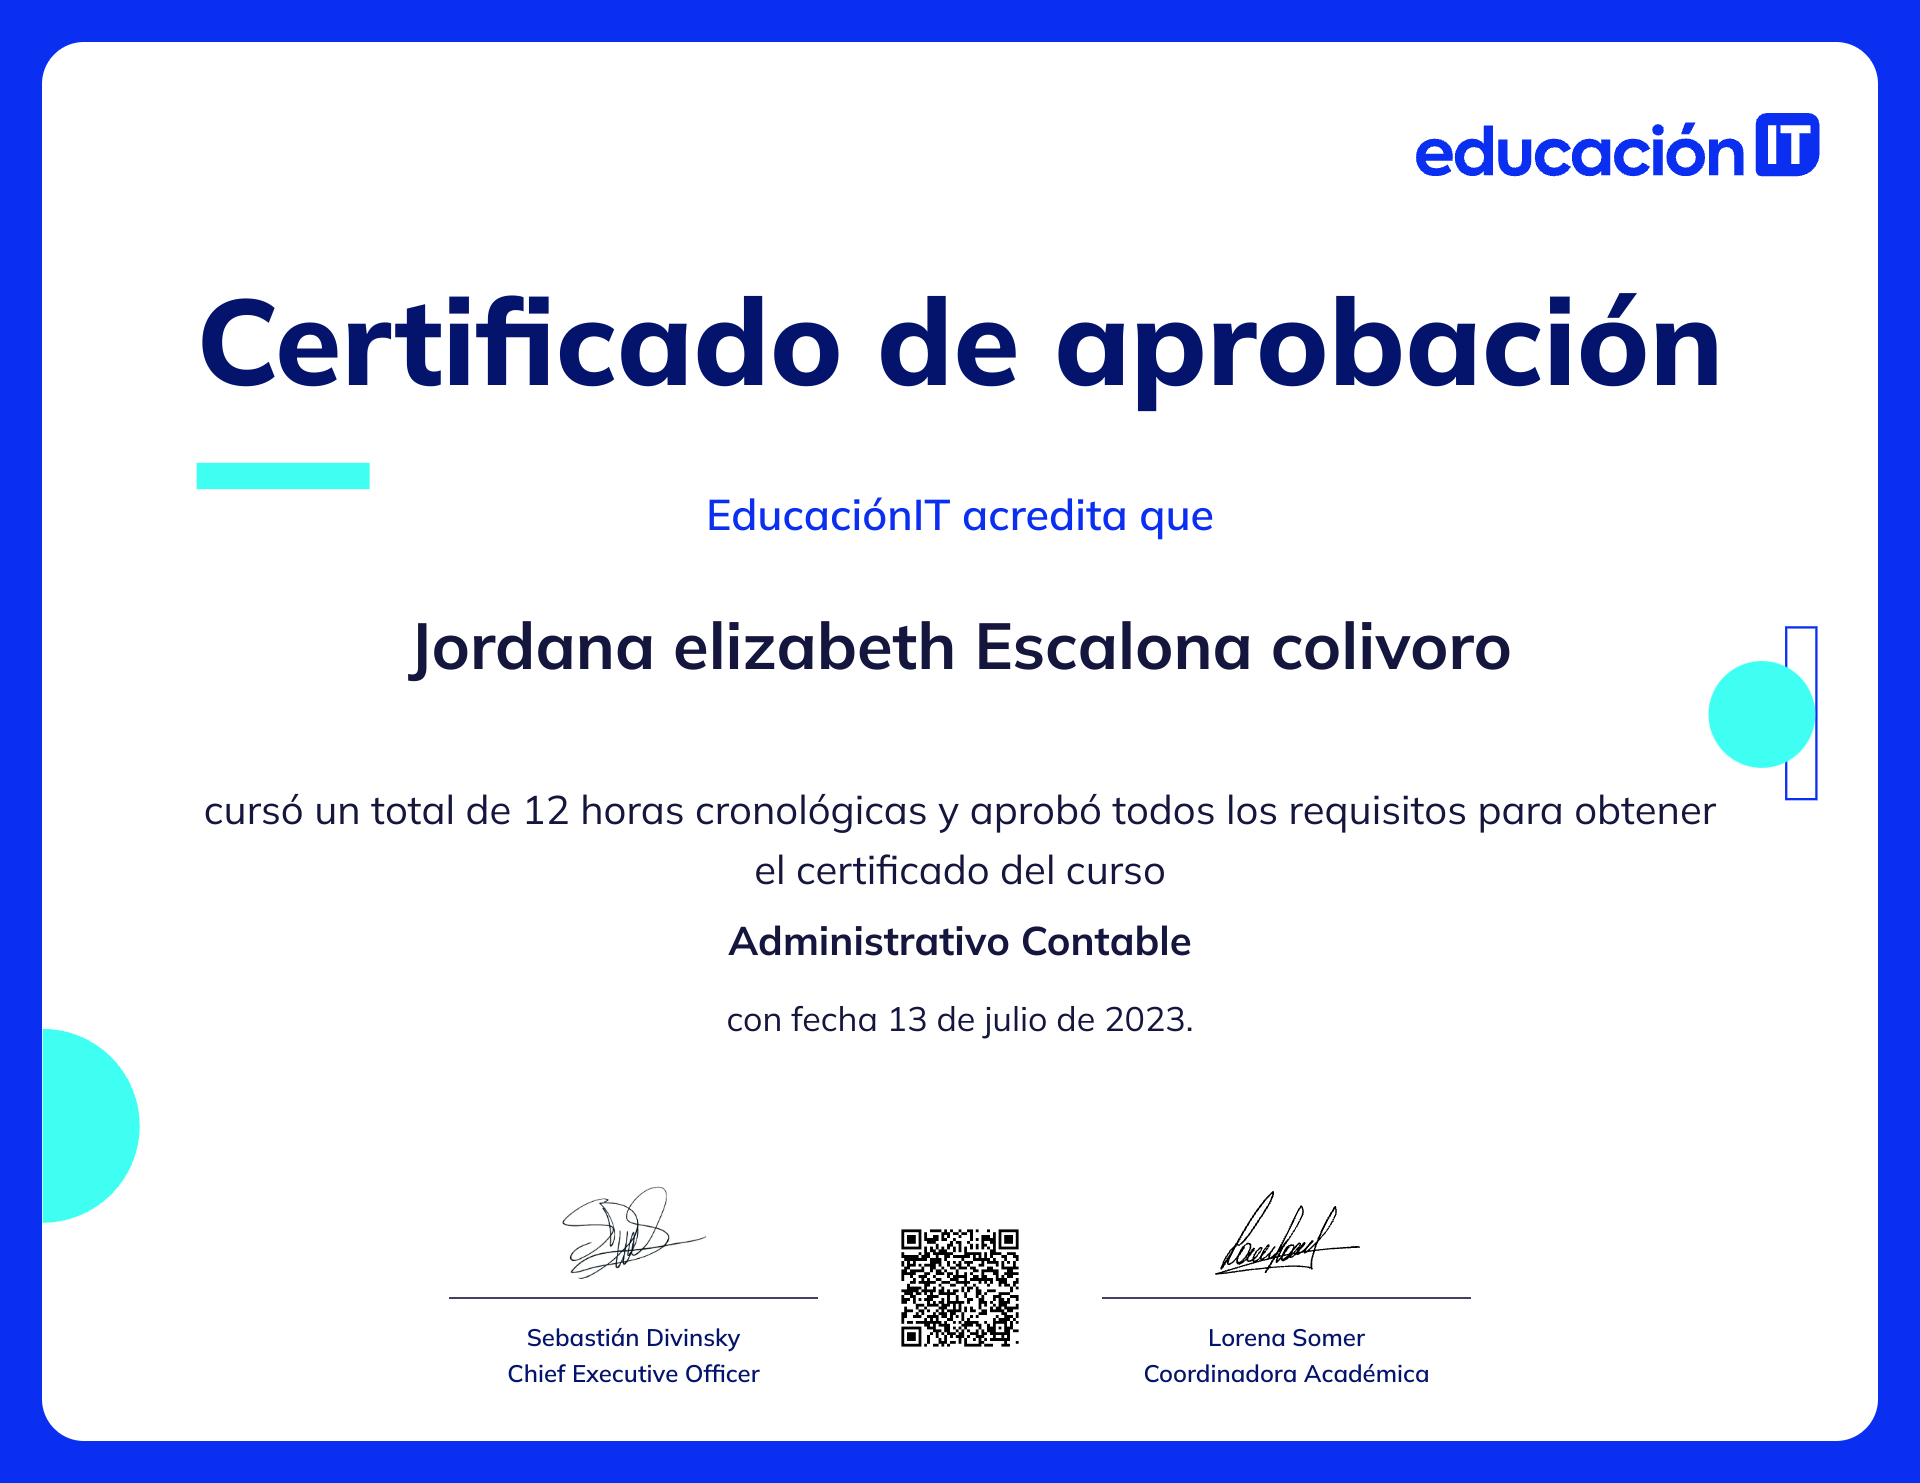 educación IT
Certificado de aprobación
EducaciónIT acredita que
Jordana elizabeth Escalona colivoro
cursó un total de 12 horas cronológicas y aprobó todos los requisitos para obtener
el certificado del curso
Administrativo Contable
con fecha 13 de julio de 2023.
Sebastián Divinsky
Chief Executive Officer
Lorena Somer
Coordinadora Académica